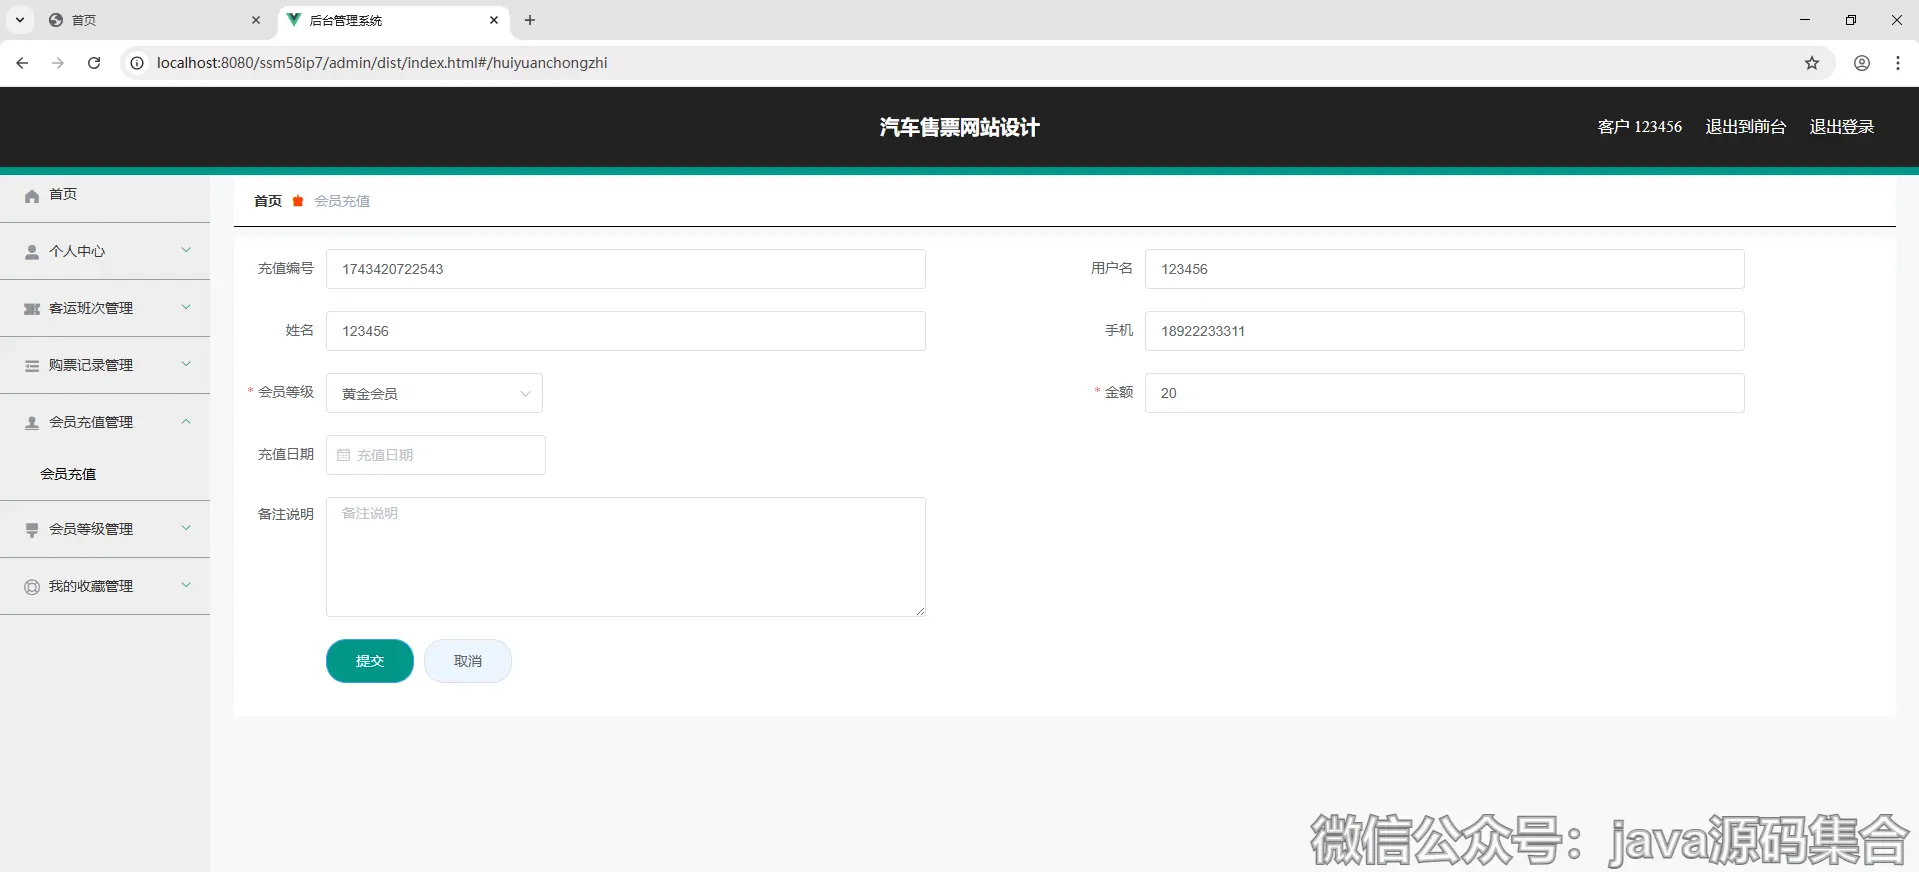 首页
后台管理系统
localhost:8080/ssm58ip7/admin/dist/index.html#/huiyuanchongzhi
汽车售票网站设计
客户 123456 退出到前台 退出登录
首页
个人中心
客运班次管理
购票记录管理
会员充值管理
会员充值
会员等级管理
我的收藏管理
首页 会员充值
充值编号 1743420722543
用户名 123456
姓名 123456
手机 18922233311
* 会员等级 黄金会员
* 金额 20
充值日期 充值日期
备注说明 备注说明
提交 取消
微信公众号：java源码集合